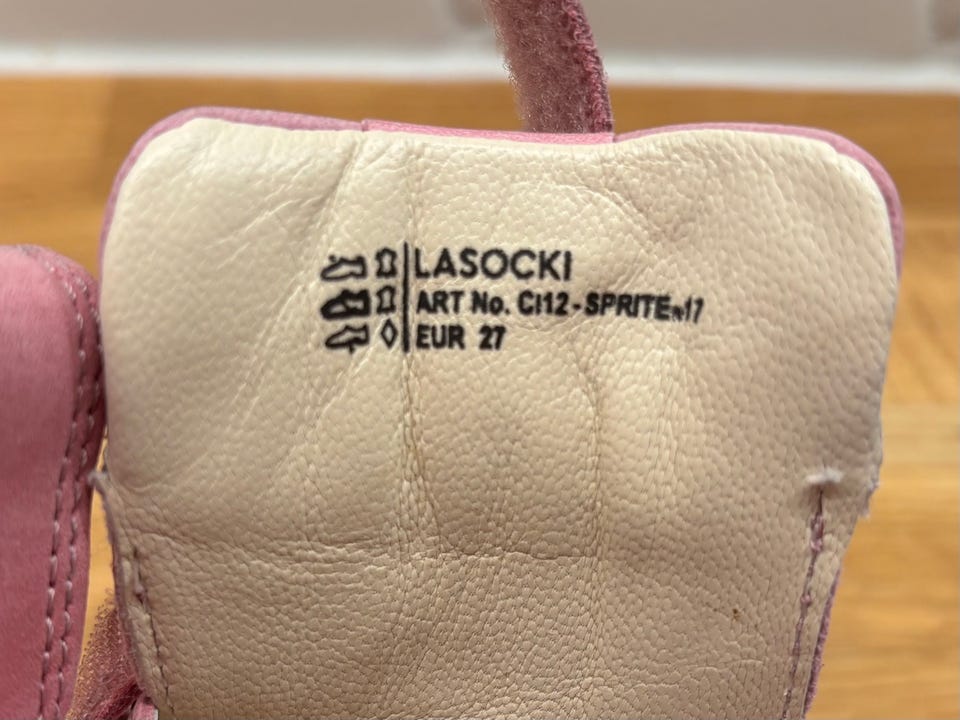 LASOCKI
ART No. CI12-SPRITE-17
EUR 27